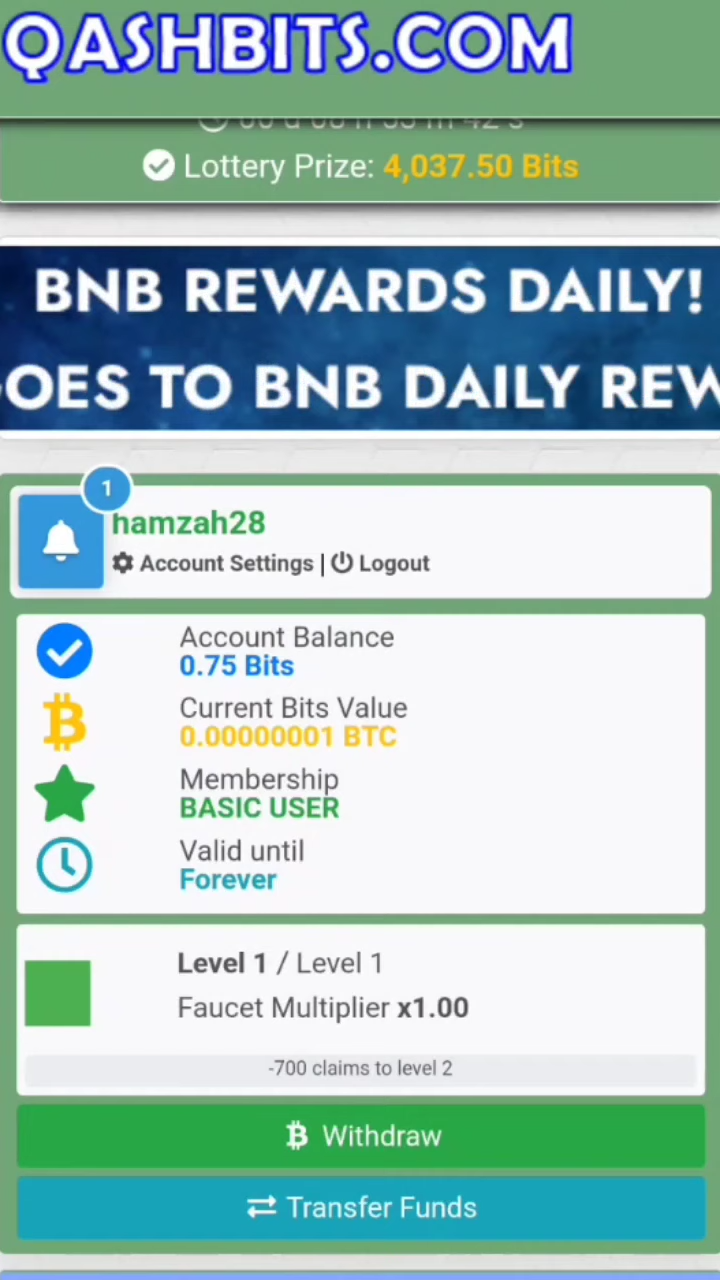 QASHBITS.COM
Lottery Prize: 4,037.50 Bits
BNB REWARDS DAILY!
OES TO BNB DAILY REW
1
hamzah28
Account Settings | Logout
Account Balance
0.75 Bits
Current Bits Value
0.00000001 BTC
Membership
BASIC USER
Valid until
Forever
Level 1 / Level 1
Faucet Multiplier x1.00
-700 claims to level 2
Withdraw
Transfer Funds